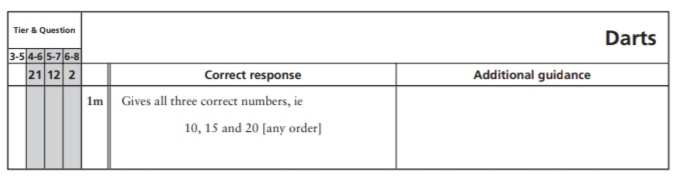 Tier & Question
Darts
3-5 4-6 5-7 6-8
21 12 2 Correct response Additional guidance
1m Gives all three correct numbers, ie
10, 15 and 20 [any order]